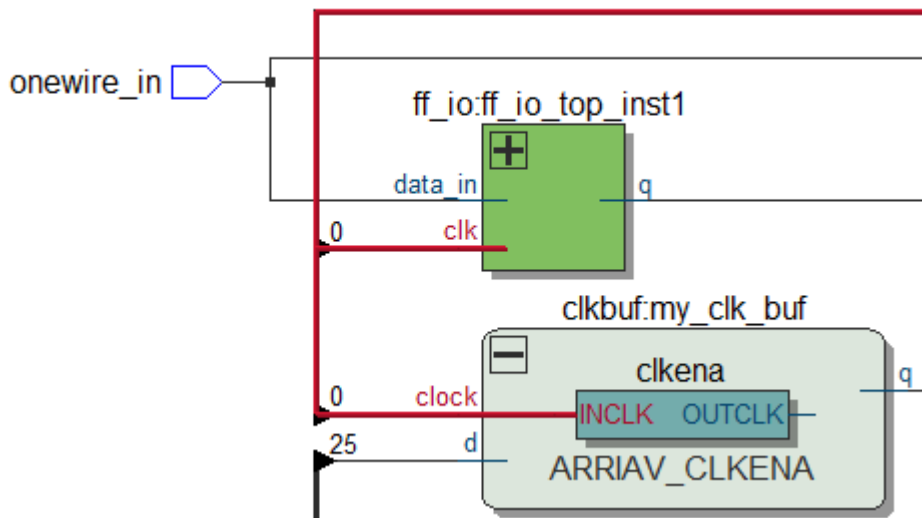 onewire_in
ff_io:ff_io_top_inst1
data_in
q
0
clk
clkbuf:my_clk_buf
clkena
q
0
clock
INCLK OUTCLK
25
d
ARRIAV_CLKENA